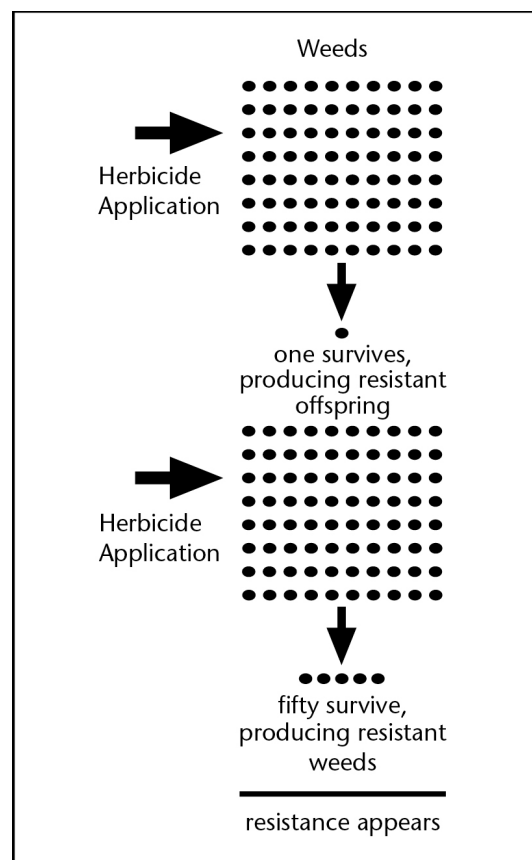 Weeds
Herbicide
Application
one survives,
producing resistant
offspring
Herbicide
Application
fifty survive,
producing resistant
weeds
resistance appears